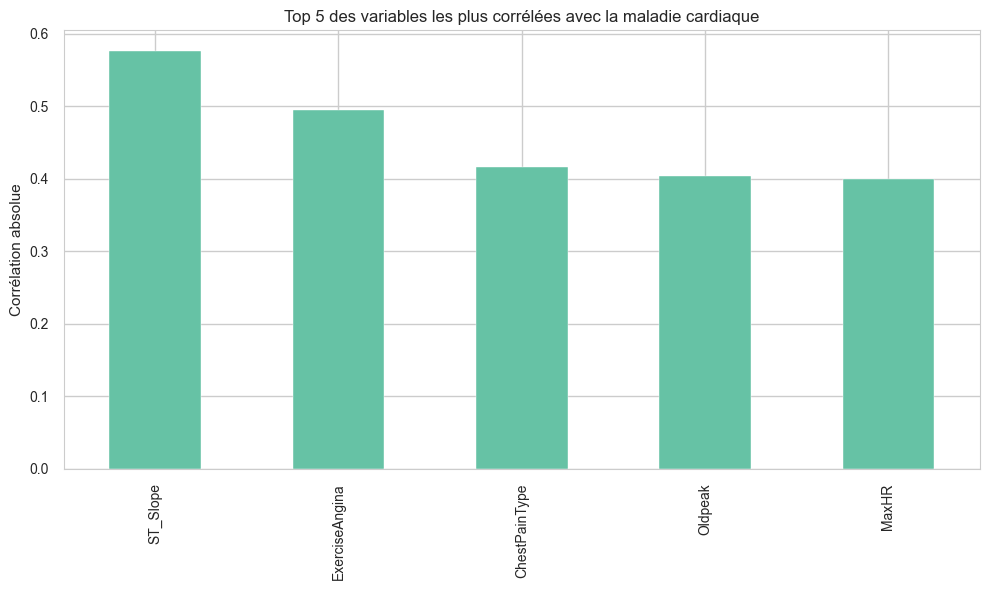 Top 5 des variables les plus corrélées avec la maladie cardiaque
Corrélation absolue
0.6
0.5
0.4
0.3
0.2
0.1
0.0
ST_Slope
ExerciseAngina
ChestPainType
Oldpeak
MaxHR